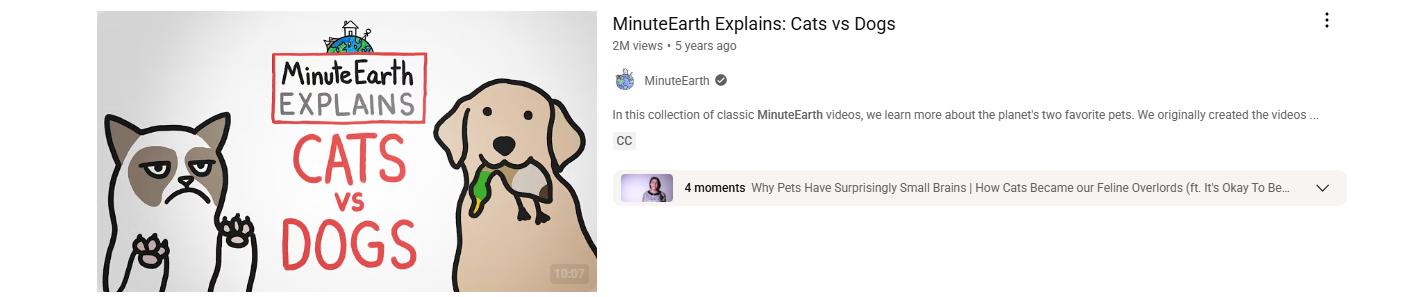 MinuteEarth
EXPLAINS
CATS
VS
DOGS
10:07
MinuteEarth Explains: Cats vs Dogs
2M views • 5 years ago
MinuteEarth
In this collection of classic MinuteEarth videos, we learn more about the planet's two favorite pets. We originally created the videos ...
CC
4 moments Why Pets Have Surprisingly Small Brains | How Cats Became our Feline Overlords (ft. It's Okay To Be...